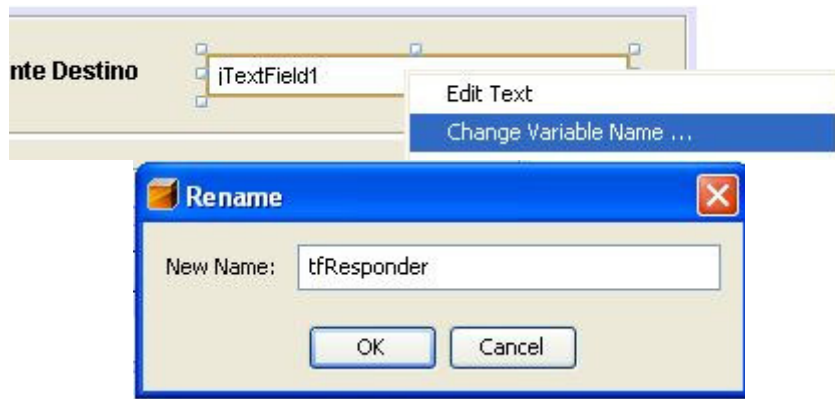 nte Destino
jTextField1
Edit Text
Change Variable Name ...
Rename
New Name:
tfResponder
OK
Cancel